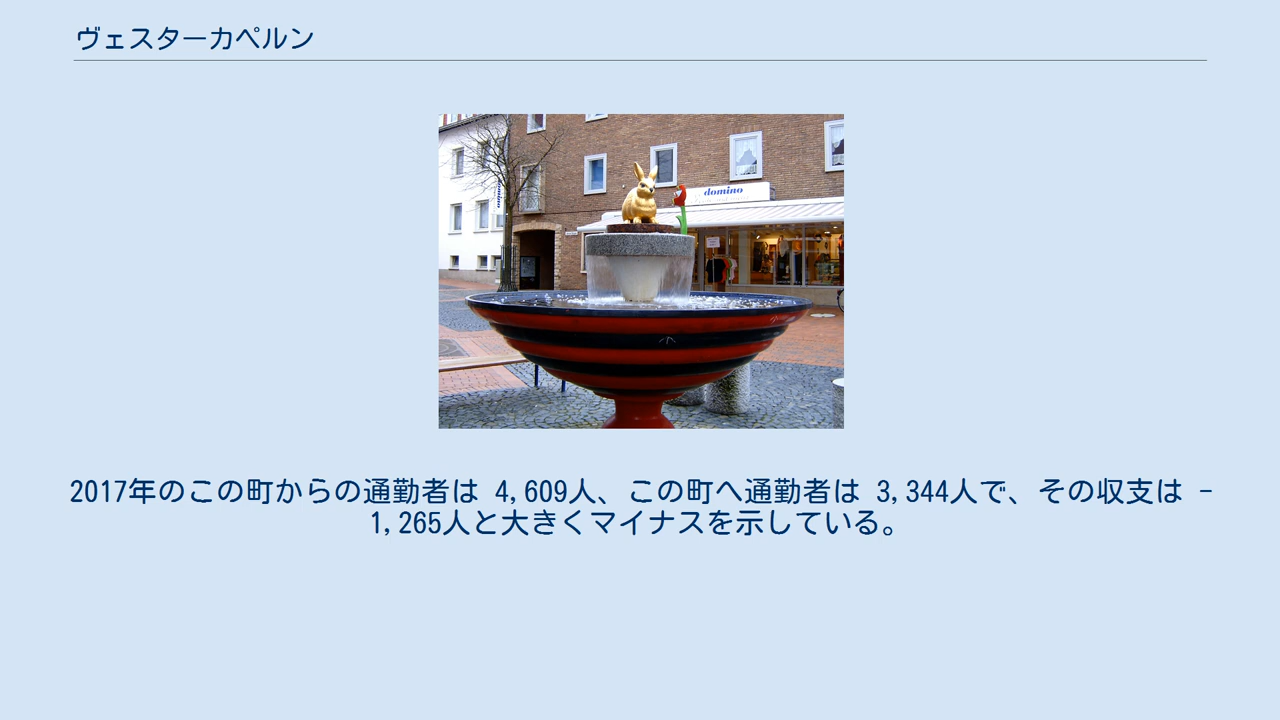 ヴェスターカペルン
domino
2017年のこの町からの通勤者は 4,609人、この町へ通勤者は 3,344人で、その収支は -
1,265人と大きくマイナスを示している。